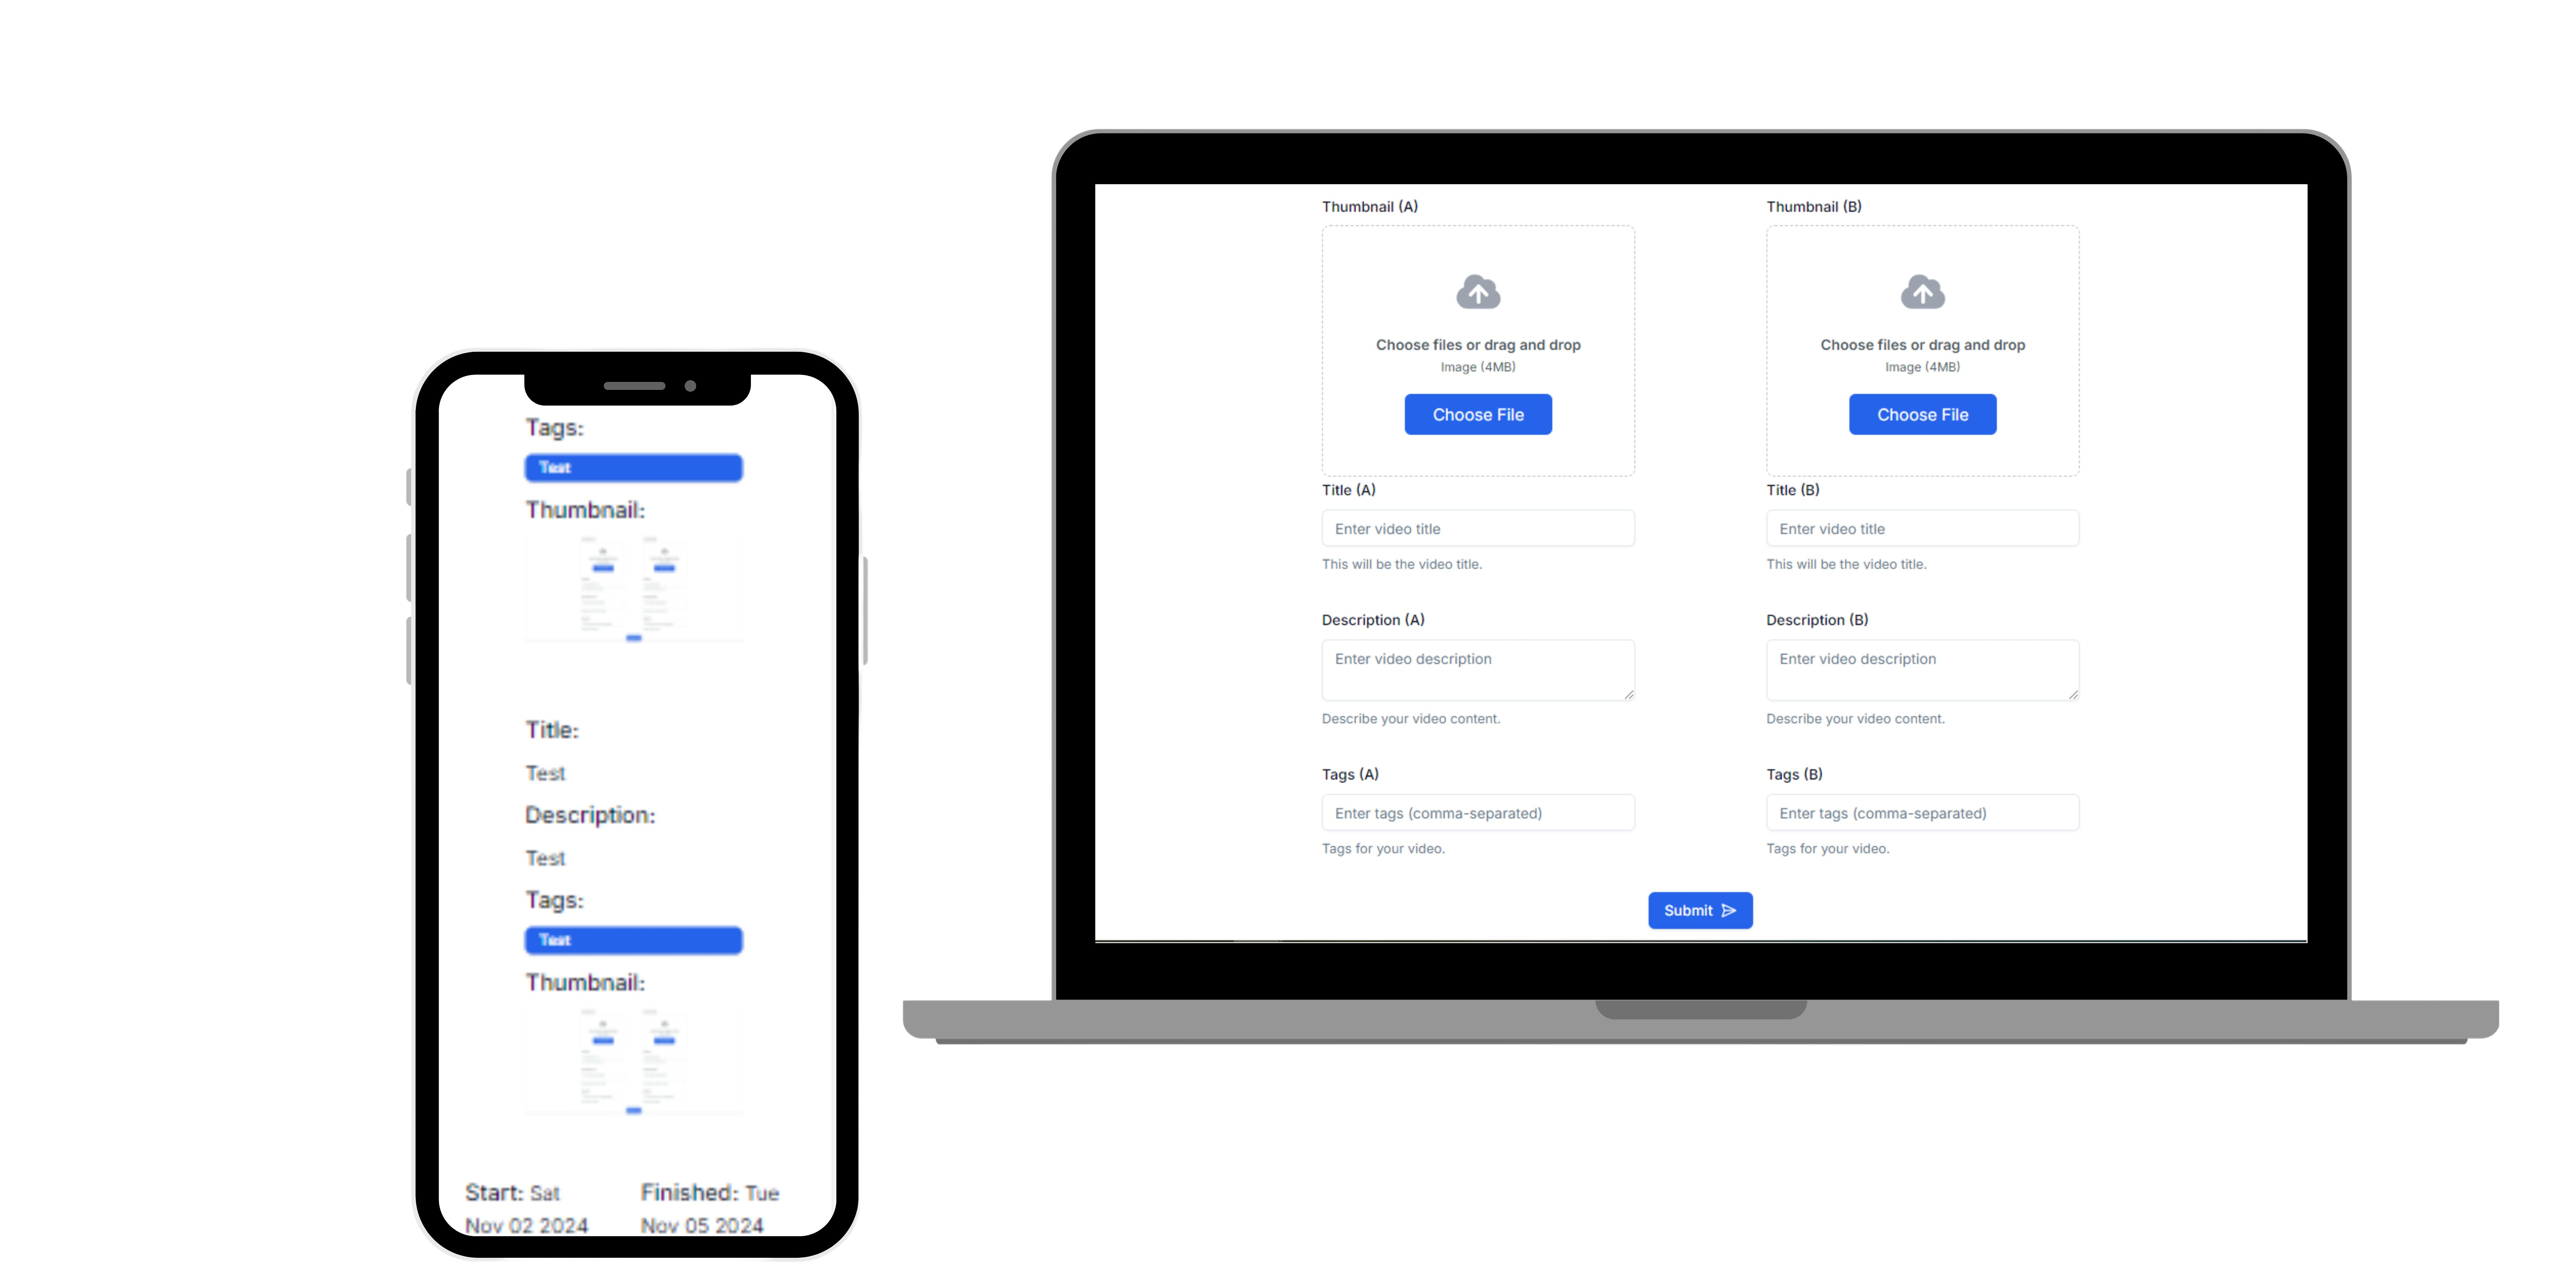 Tags:
Test
Thumbnail:
Title:
Test
Description:
Test
Tags:
Test
Thumbnail:
Start: Sat
Nov 02 2024
Finished: Tue
Nov 05 2024
Thumbnail (A)
Choose files or drag and drop
Image (4MB)
Choose File
Title (A)
Enter video title
This will be the video title.
Description (A)
Enter video description
Describe your video content.
Tags (A)
Enter tags (comma-separated)
Tags for your video.
Thumbnail (B)
Choose files or drag and drop
Image (4MB)
Choose File
Title (B)
Enter video title
This will be the video title.
Description (B)
Enter video description
Describe your video content.
Tags (B)
Enter tags (comma-separated)
Tags for your video.
Submit